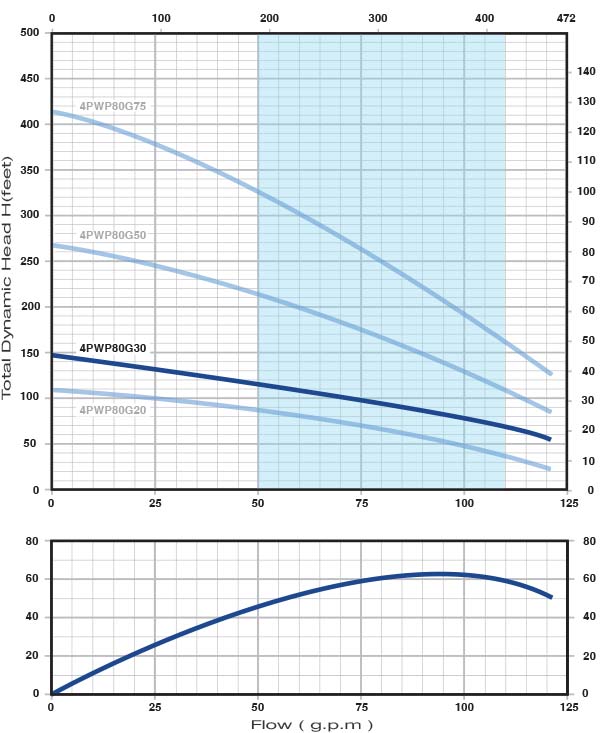 0 100 200 300 400 472
500
450 140
4PWP80G75 130
400 120
350 110
300 100
4PWP80G50 90
250 80
200 70
60
150 4PWP80G30 50
40
100 30
4PWP80G20 20
50 10
0 0
0 25 50 75 100 125
Total Dynamic Head H(feet)
80 80
60 60
40 40
20 20
0 0
0 25 50 75 100 125
Flow ( g.p.m )